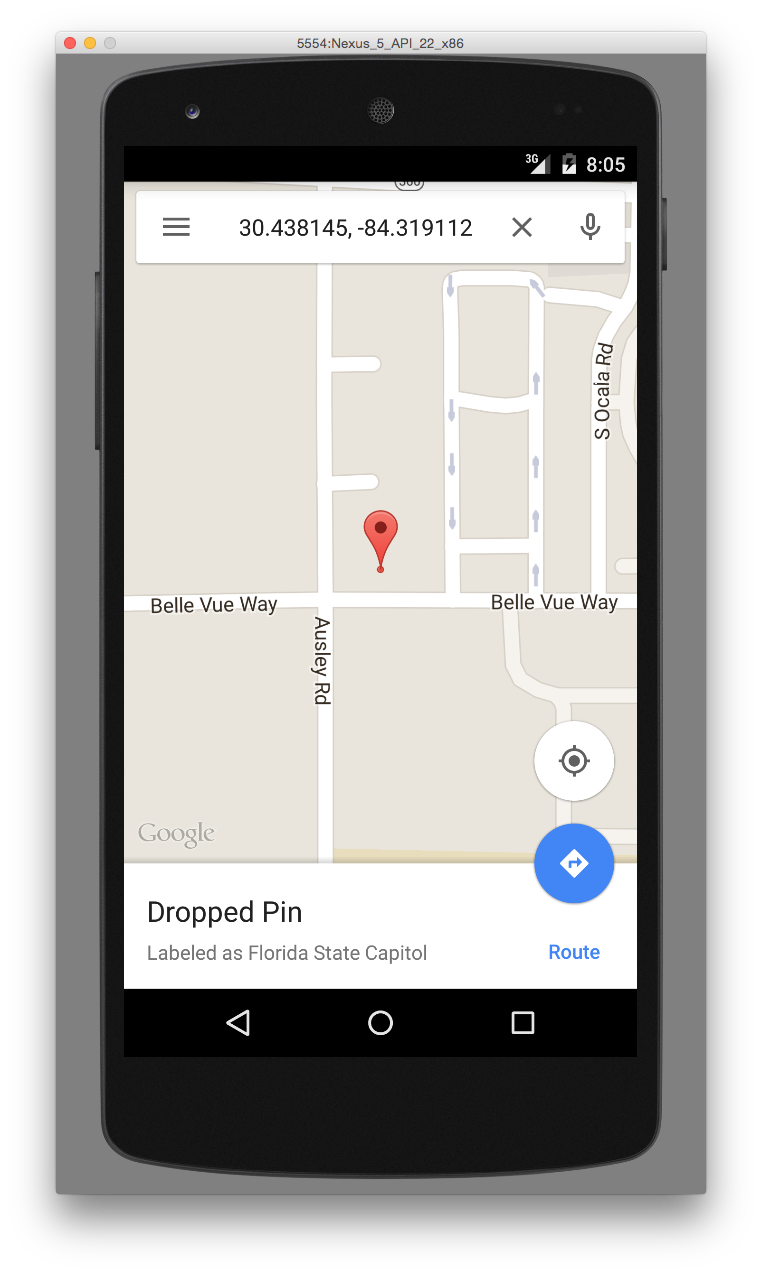 5554:Nexus_5_API_22_x86
3G
8:05
30.438145, -84.319112
S Ocala Rd
Belle Vue Way
Belle Vue Way
Ausley Rd
Google
Dropped Pin
Labeled as Florida State Capitol
Route